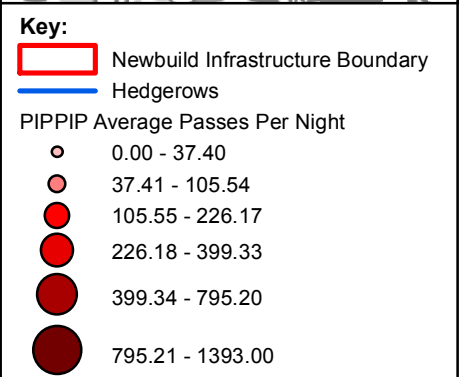 Key:
Newbuild Infrastructure Boundary
Hedgerows
PIPPIP Average Passes Per Night
0.00 - 37.40
37.41 - 105.54
105.55 - 226.17
226.18 - 399.33
399.34 - 795.20
795.21 - 1393.00